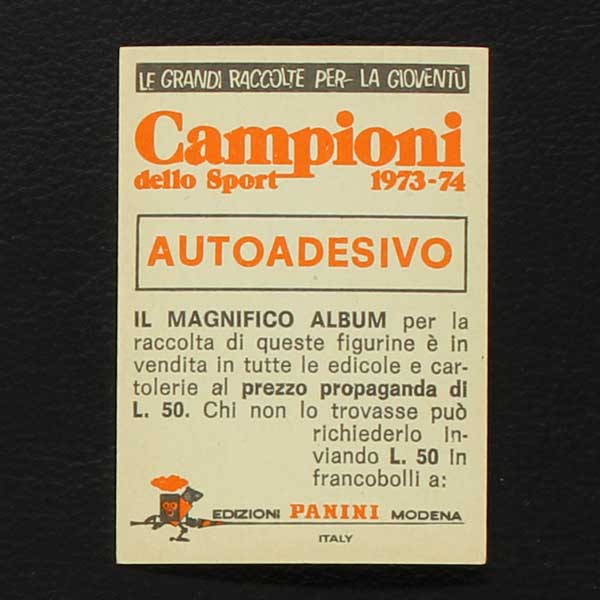 LE GRANDI RACCOLTE PER LA GIOVENTÙ
Campioni
dello Sport 1973-74
AUTOADESIVO
IL MAGNIFICO ALBUM per la
raccolta di queste figurine è in
vendita in tutte le edicole e car-
tolerie al prezzo propaganda di
L. 50. Chi non lo trovasse può
richiederlo in-
viando L. 50 in
francobolli a:
EDIZIONI PANINI MODENA
ITALY